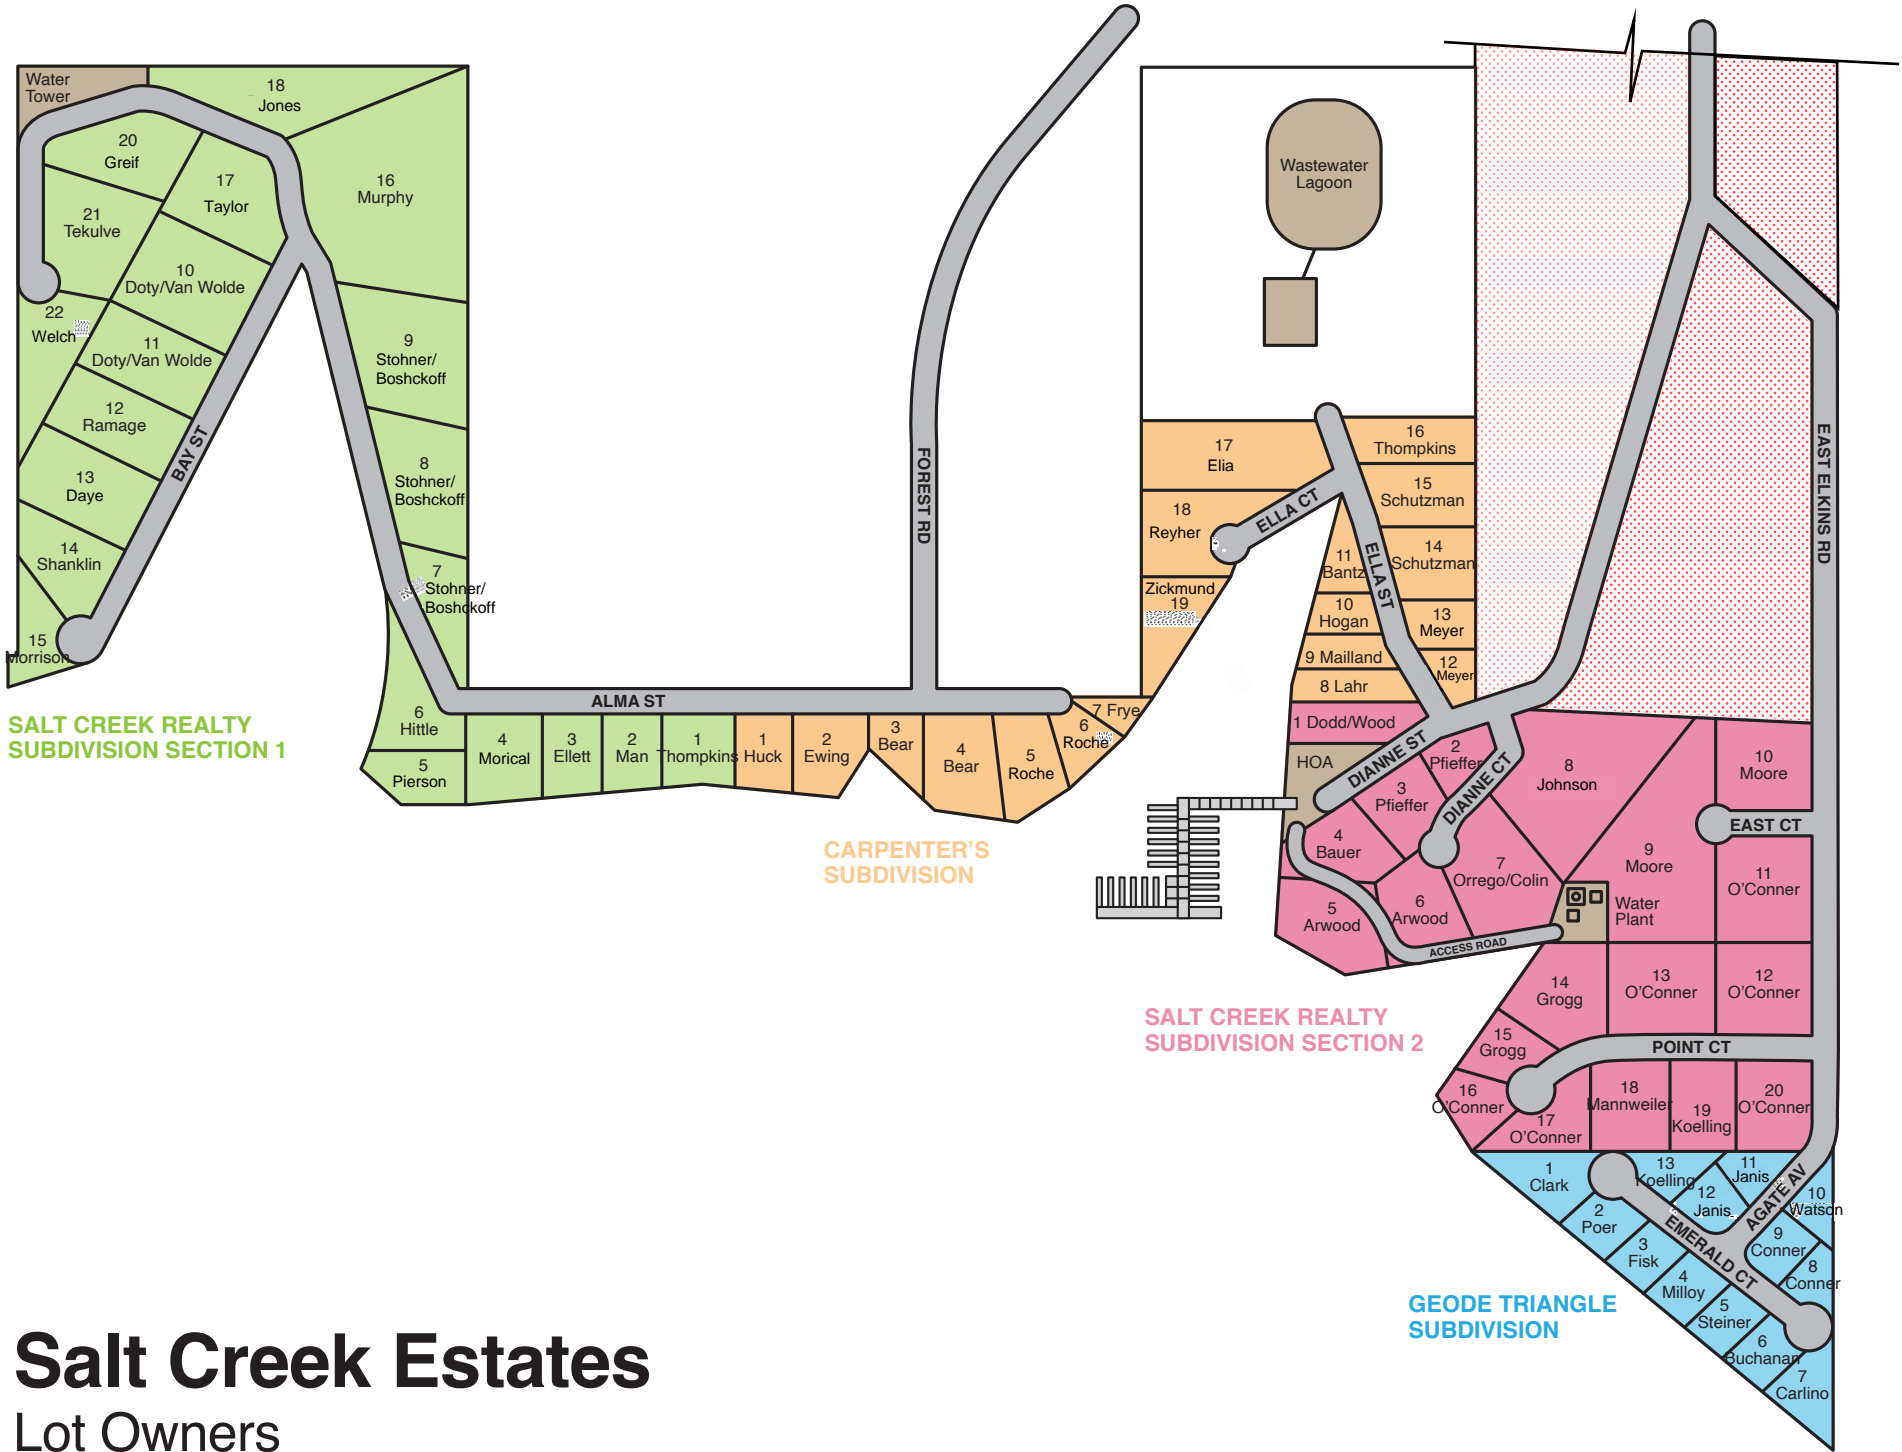 Water
Tower
18
Jones
20
Greif
17
Taylor
16
Murphy
21
Tekulve
10
Doty/Van Wolde
22
Welch
11
Doty/Van Wolde
9
Stohner/
Boshckoff
12
Ramage
BAY ST
13
Daye
8
Stohner/
Boshckoff
14
Shanklin
7
Stohner/
Boshckoff
15
Morrison
6
Hittle
5
Pierson
ALMA ST
4
Morical
3
Ellett
2
Man
1
Thompkins
SALT CREEK REALTY
SUBDIVISION SECTION 1
FOREST RD
1
Huck
2
Ewing
3
Bear
4
Bear
5
Roche
6
Roche
7 Frye
CARPENTER'S
SUBDIVISION
Wastewater
Lagoon
17
Elia
16
Thompkins
18
Reyher
ELLA CT
15
Schutzman
Zickmund
19
11
Bantz
ELLA ST
14
Schutzman
10
Hogan
13
Meyer
9 Mailland
12
Meyer
8 Lahr
EAST ELKINS RD
1 Dodd/Wood
HOA
DIANNE ST
2
Pfieffer
3
Pfieffer
DIANNE CT
8
Johnson
10
Moore
EAST CT
4
Bauer
7
Orrego/Colin
9
Moore
11
O'Conner
5
Arwood
6
Arwood
Water
Plant
ACCESS ROAD
14
Grogg
13
O'Conner
12
O'Conner
SALT CREEK REALTY
SUBDIVISION SECTION 2
15
Grogg
POINT CT
16
O'Conner
17
O'Conner
18
Mannweiler
19
Koelling
20
O'Conner
1
Clark
13
Koelling
11
Janis
12
Janis
AGATE AV
10
Watson
2
Poer
EMERALD CT
9
Conner
3
Fisk
8
Conner
4
Milloy
5
Steiner
6
Buchanan
7
Carlino
GEODE TRIANGLE
SUBDIVISION
Salt Creek Estates
Lot Owners